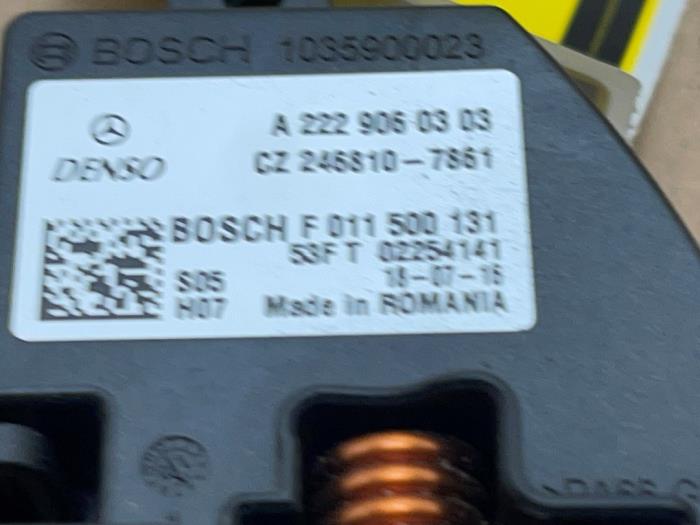 BOSCH 1035900023
A 222 906 03 03
DENSO CZ 246810-7861
BOSCH F 011 500 131
53F T 02254141
S05 18-07-16
H07 Made in ROMANIA